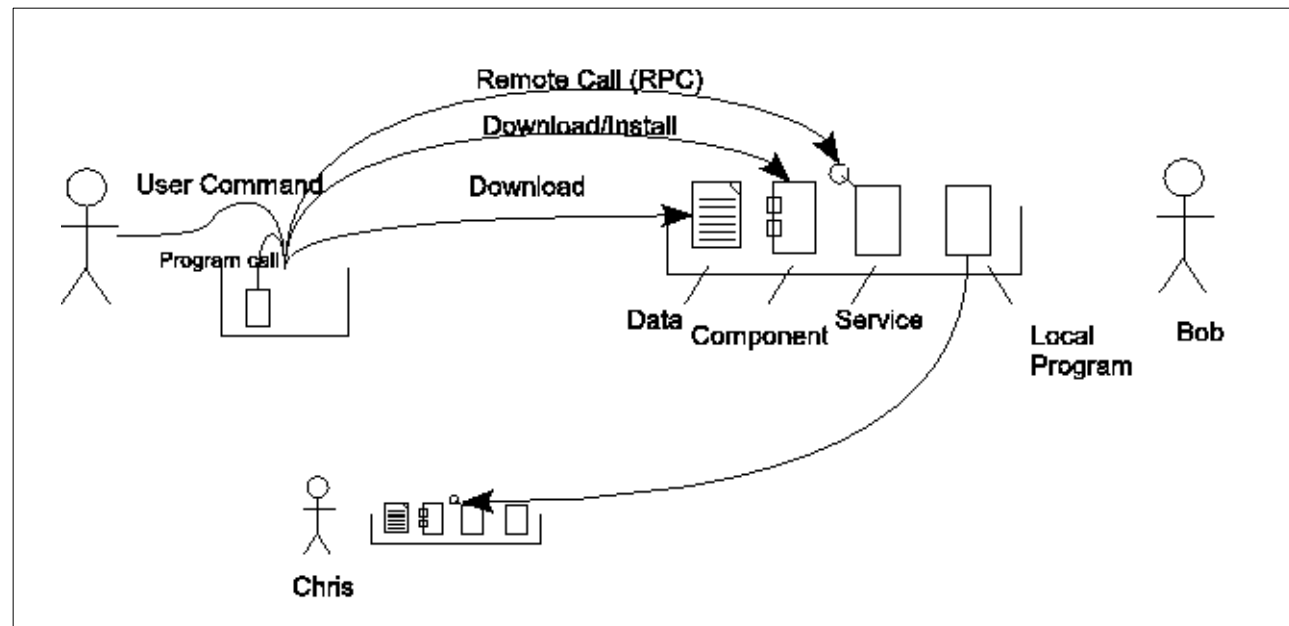 Remote Call (RPC)
Download/Install
User Command
Download
Program call
Data
Component
Service
Local
Program
Bob
Chris